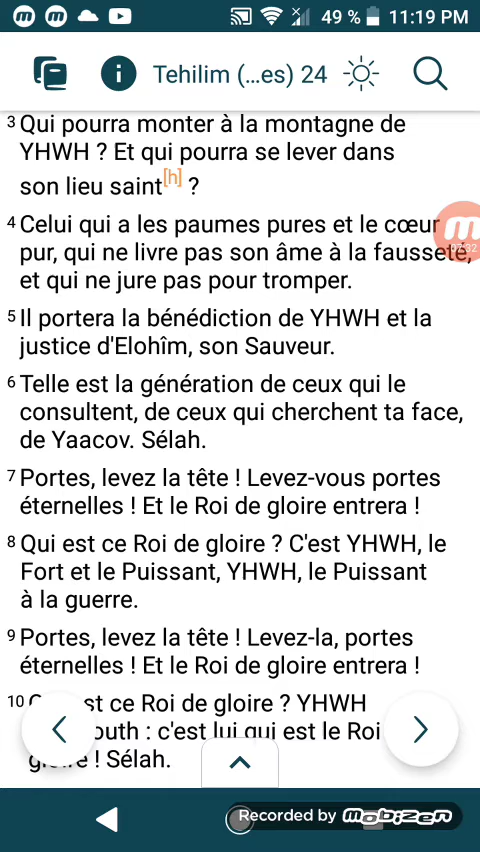 49 % 11:19 PM
Tehilim (...es) 24
3 Qui pourra monter à la montagne de
YHWH ? Et qui pourra se lever dans
son lieu saint[h] ?
4 Celui qui a les paumes pures et le cœur
pur, qui ne livre pas son âme à la fausseté,
et qui ne jure pas pour tromper.
07:32
5 Il portera la bénédiction de YHWH et la
justice d'Elohîm, son Sauveur.
6 Telle est la génération de ceux qui le
consultent, de ceux qui cherchent ta face,
de Yaacov. Sélah.
7 Portes, levez la tête ! Levez-vous portes
éternelles ! Et le Roi de gloire entrera !
8 Qui est ce Roi de gloire ? C'est YHWH, le
Fort et le Puissant, YHWH, le Puissant
à la guerre.
9 Portes, levez la tête ! Levez-la, portes
éternelles ! Et le Roi de gloire entrera !
10 ce Roi de gloire ? YHWH
: c'est lui qui est le Roi
! Sélah.
Recorded by MOBIZEN